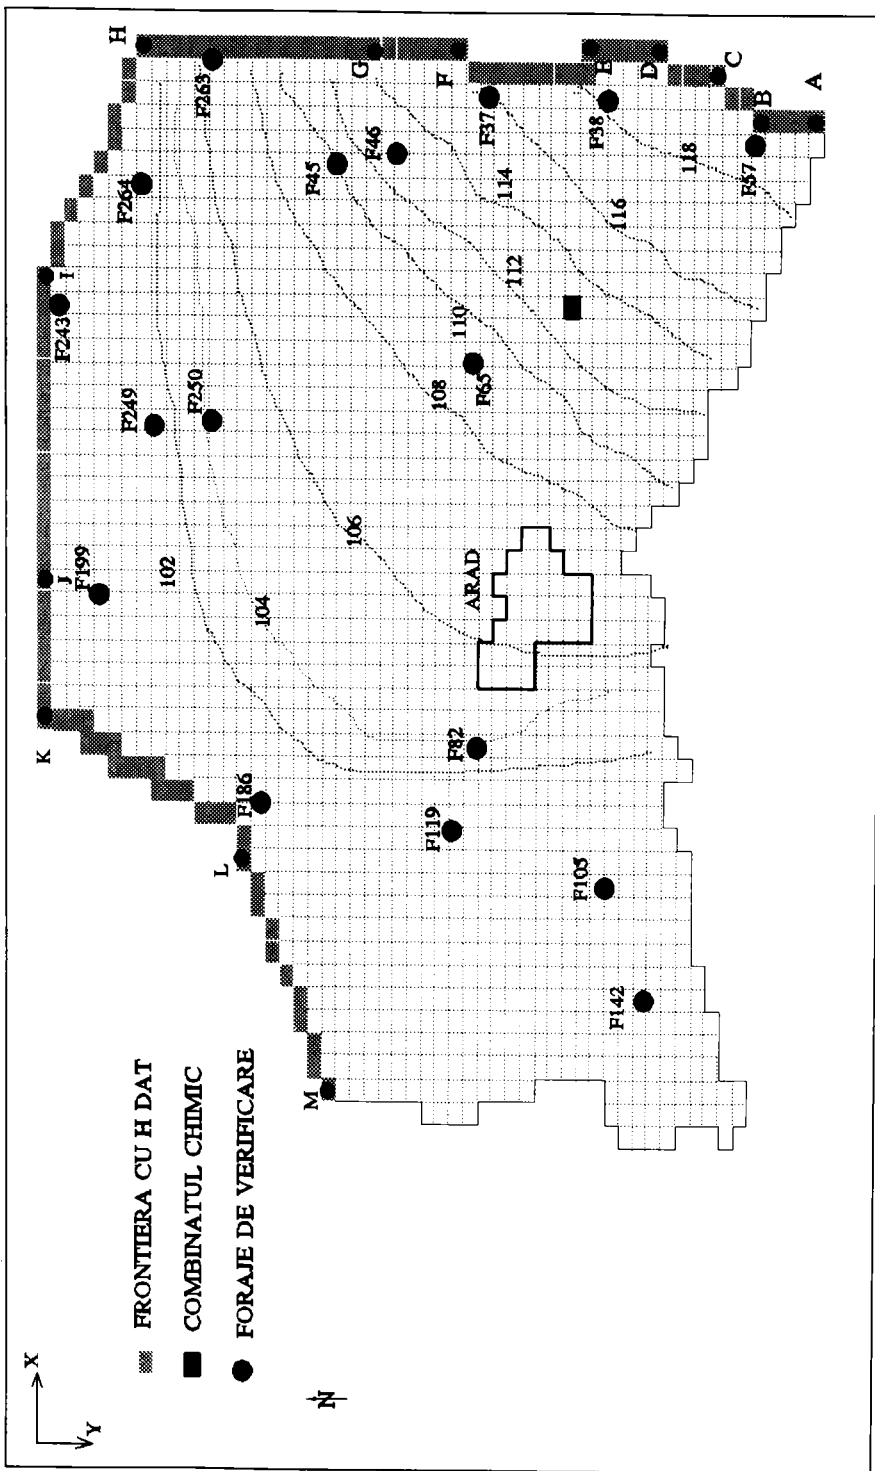 H
F263
G
F
E
D
C
B
A
F264
F45
F46
F37
F38
F57
118
116
114
112
110
108
106
104
102
I
F243
F249
F250
F65
J
F199
ARAD
K
F186
L
F82
F119
F105
F142
M
FRONTIERA CU H DAT
COMBINATUL CHIMIC
FORAJE DE VERIFICARE
X
Y
N